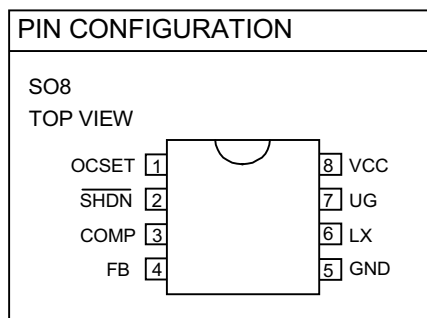 PIN CONFIGURATION
SO8
TOP VIEW
OCSET 1 8 VCC
SHDN 2 7 UG
COMP 3 6 LX
FB 4 5 GND